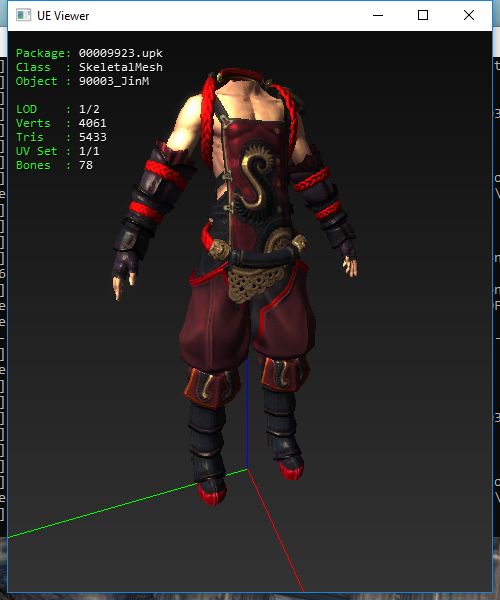 UE Viewer
Package: 00009923.upk
Class : SkeletalMesh
Object : 90003_JinM
LOD : 1/2
Verts : 4061
Tris : 5433
UV Set : 1/1
Bones : 78